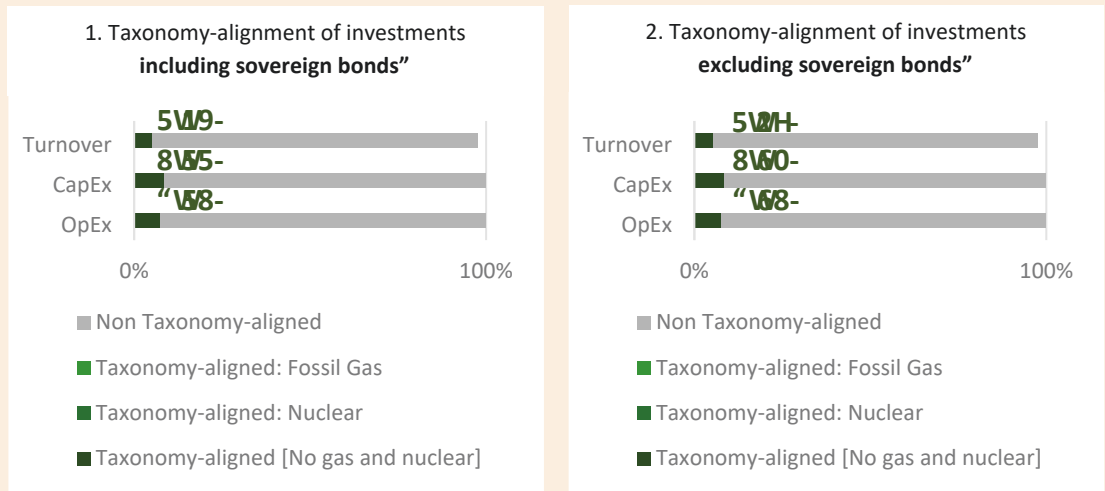 1. Taxonomy-alignment of investments
including sovereign bonds”
Turnover
CapEx
OpEx
0%
100%
Non Taxonomy-aligned
Taxonomy-aligned: Fossil Gas
Taxonomy-aligned: Nuclear
Taxonomy-aligned [No gas and nuclear]
2. Taxonomy-alignment of investments
excluding sovereign bonds”
Turnover
CapEx
OpEx
0%
100%
Non Taxonomy-aligned
Taxonomy-aligned: Fossil Gas
Taxonomy-aligned: Nuclear
Taxonomy-aligned [No gas and nuclear]